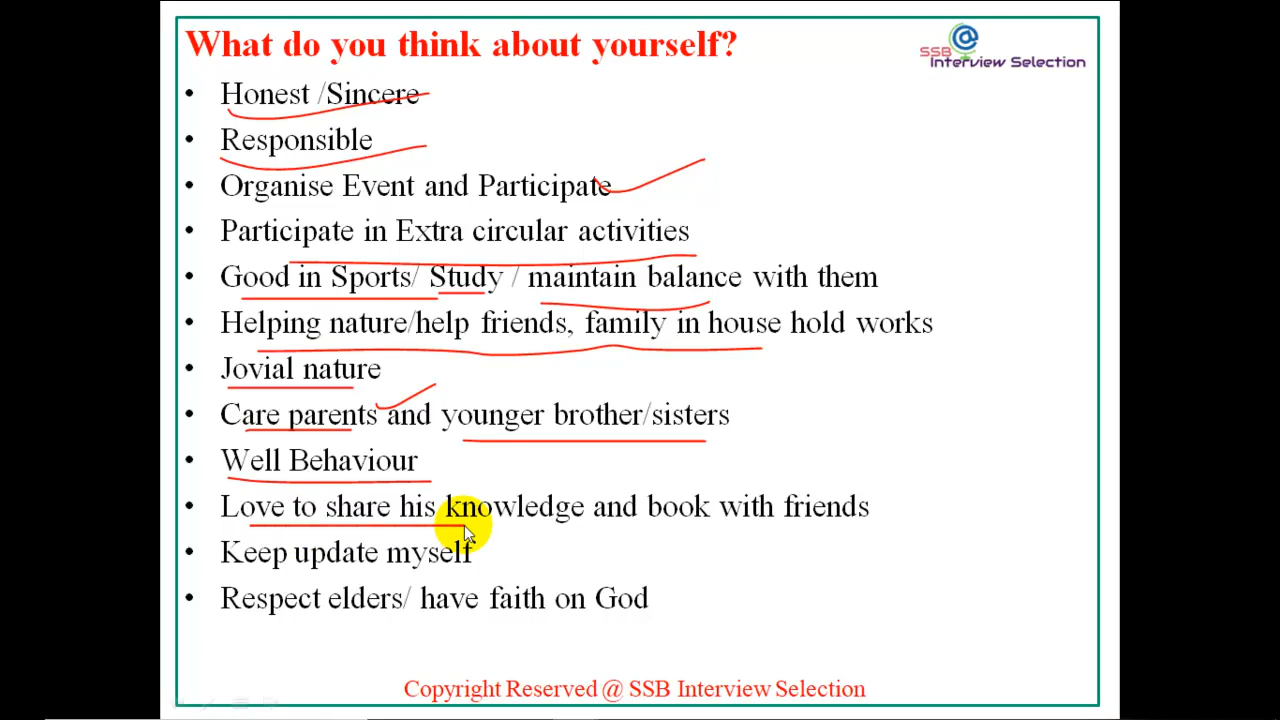 What do you think about yourself?
SSB
Interview Selection
• Honest /Sincere
• Responsible
• Organise Event and Participate
• Participate in Extra circular activities
• Good in Sports/ Study / maintain balance with them
• Helping nature/help friends, family in house hold works
• Jovial nature
• Care parents and younger brother/sisters
• Well Behaviour
• Love to share his knowledge and book with friends
• Keep update myself
• Respect elders/ have faith on God
Copyright Reserved @ SSB Interview Selection